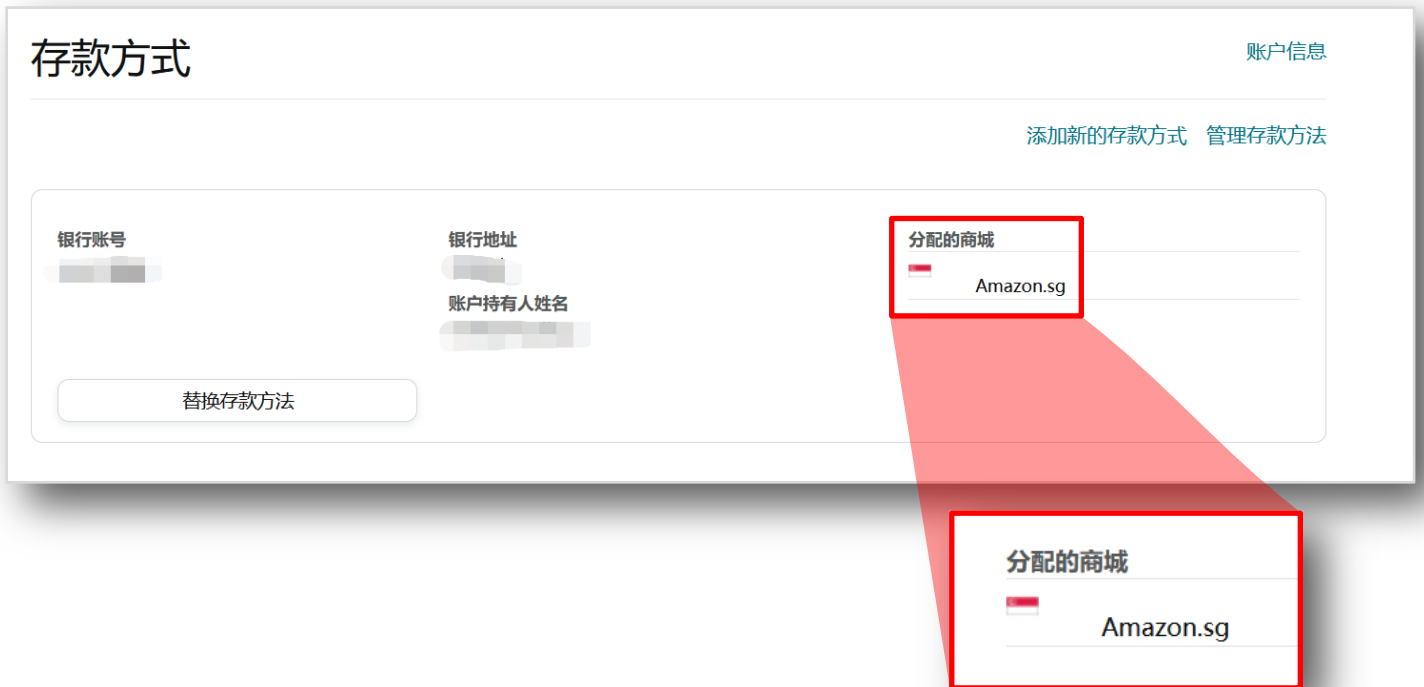 存款方式
账户信息
添加新的存款方式 管理存款方法
银行账号
银行地址
分配的商城
Amazon.sg
账户持有人姓名
替换存款方法
分配的商城
Amazon.sg